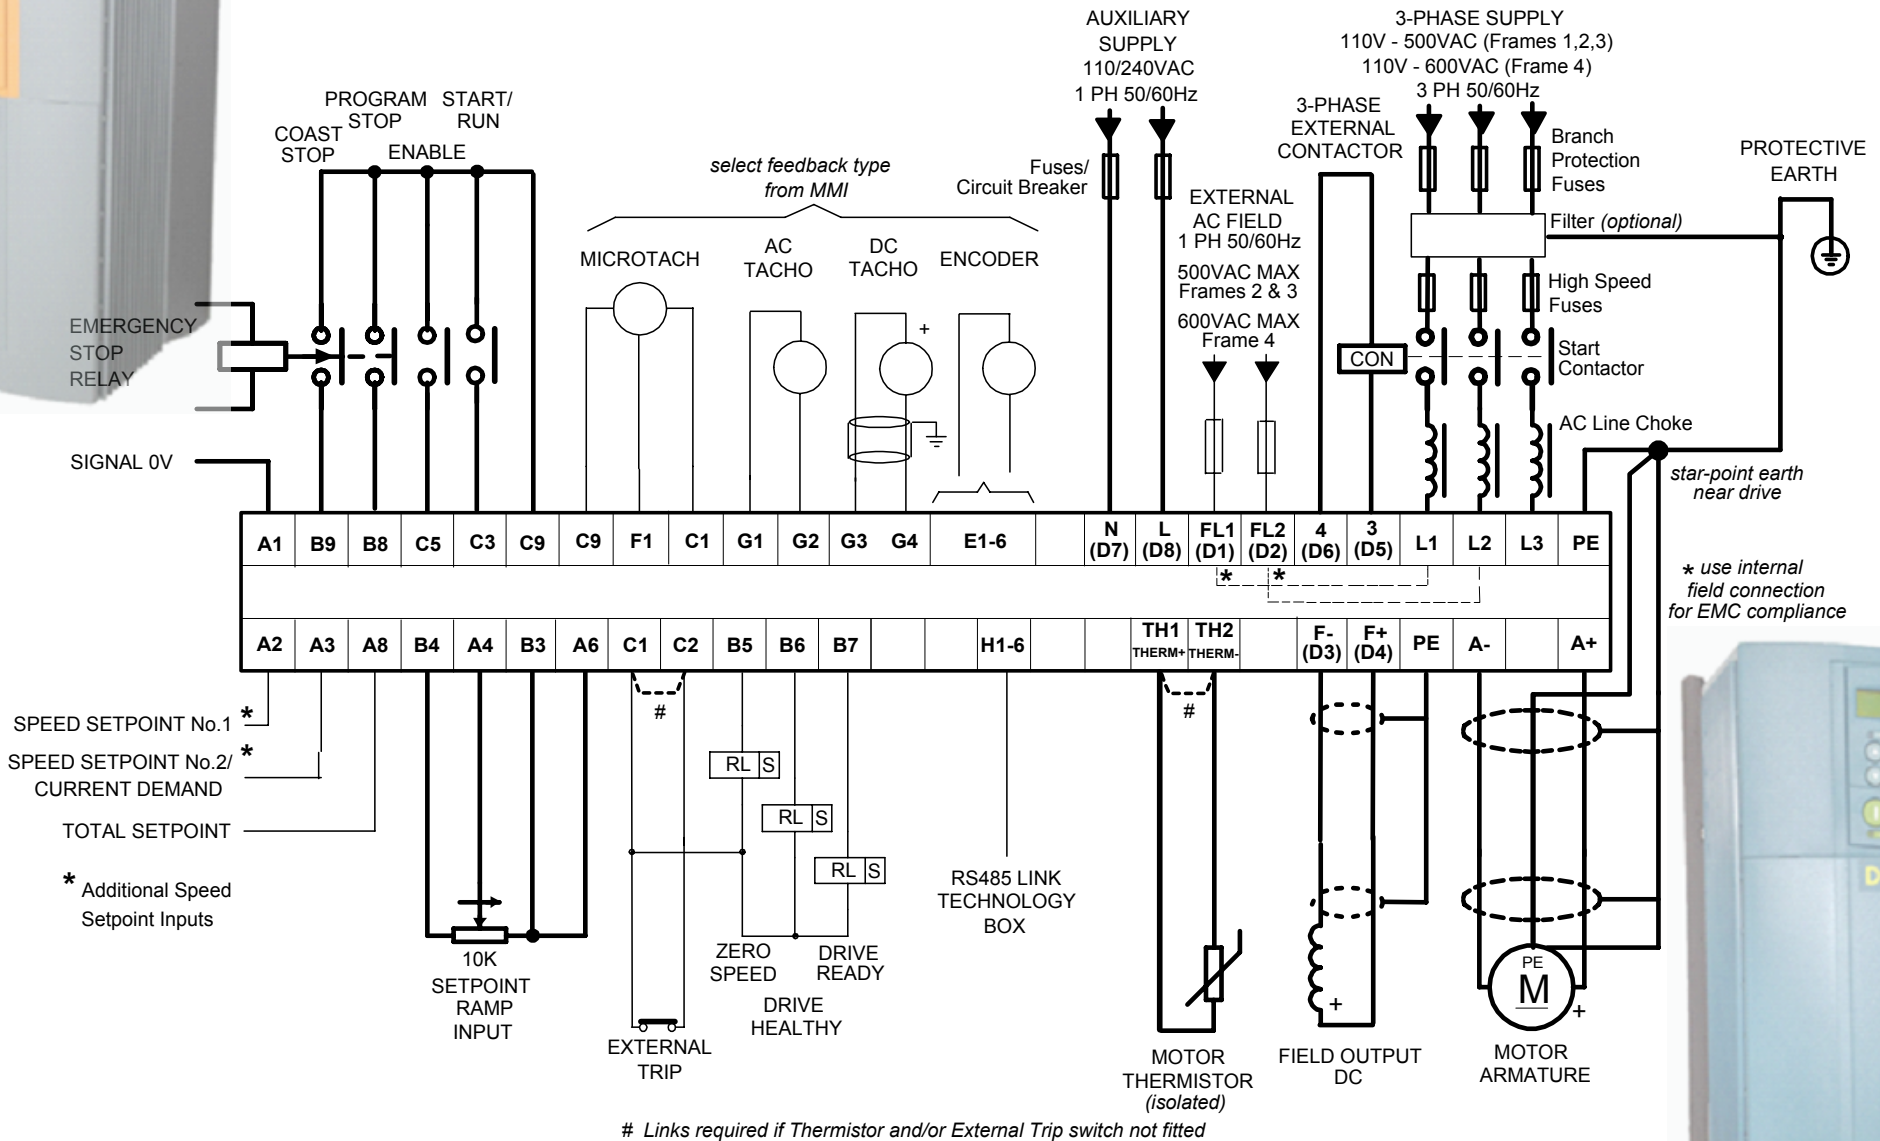 AUXILIARY
SUPPLY
110/240VAC
1 PH 50/60Hz
3-PHASE SUPPLY
110V - 500VAC (Frames 1,2,3)
110V - 600VAC (Frame 4)
3 PH 50/60Hz
PROGRAM
STOP
START/
RUN
COAST
STOP
ENABLE
3-PHASE
EXTERNAL
CONTACTOR
Branch
Protection
Fuses
PROTECTIVE
EARTH
select feedback type
from MMI
Fuses/
Circuit Breaker
EXTERNAL
AC FIELD
1 PH 50/60Hz
500VAC MAX
Frames 2 & 3
600VAC MAX
Frame 4
Filter (optional)
MICROTACH
AC
TACHO
DC
TACHO
ENCODER
High Speed
Fuses
EMERGENCY
STOP
RELAY
+
CON
Start
Contactor
AC Line Choke
SIGNAL 0V
star-point earth
near drive
A1 B9 B8 C5 C3 C9 C9 F1 C1 G1 G2 G3 G4 E1-6 N (D7) L (D8) FL1 (D1) FL2 (D2) 4 (D6) 3 (D5) L1 L2 L3 PE
* *
* use internal
field connection
for EMC compliance
A2 A3 A8 B4 A4 B3 A6 C1 C2 B5 B6 B7 H1-6 TH1 THERM+ TH2 THERM- F- (D3) F+ (D4) PE A- A+
# #
SPEED SETPOINT No.1 *
SPEED SETPOINT No.2/ *
CURRENT DEMAND
TOTAL SETPOINT
RL S
RL S
RL S
* Additional Speed
Setpoint Inputs
RS485 LINK
TECHNOLOGY
BOX
10K
SETPOINT
RAMP
INPUT
ZERO
SPEED
DRIVE
READY
DRIVE
HEALTHY
EXTERNAL
TRIP
+
PE
M
+
MOTOR
THERMISTOR
(isolated)
FIELD OUTPUT
DC
MOTOR
ARMATURE
# Links required if Thermistor and/or External Trip switch not fitted
D